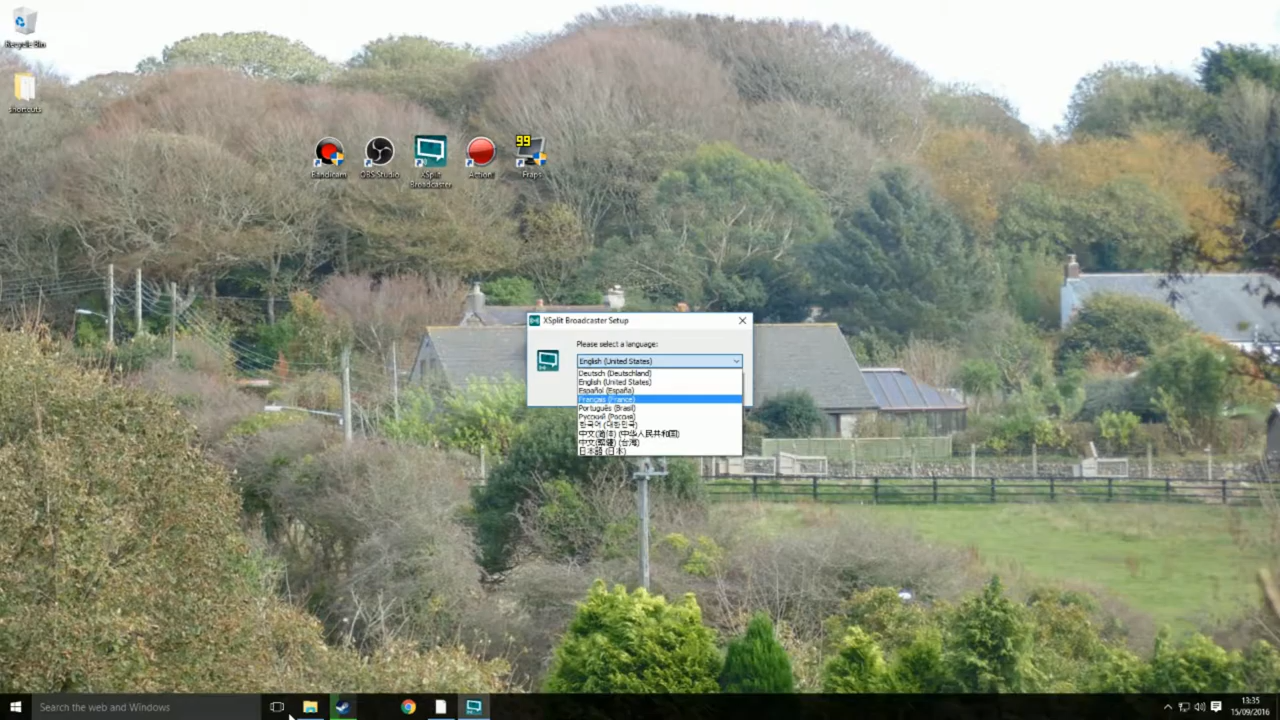 Recycle Bin
shortcuts
Bandicam
OBS Studio
XSplit
Broadcaster
Action!
99
Fraps
XSplit Broadcaster Setup
Please select a language:
English (United States)
Deutsch (Deutschland)
English (United States)
Español (España)
Français (France)
Português (Brasil)
Русский (Россия)
한국어 (대한민국)
中文(简体) (中华人民共和国)
中文(繁體) (台灣)
日本語 (日本)
Search the web and Windows
13:35
15/09/2016